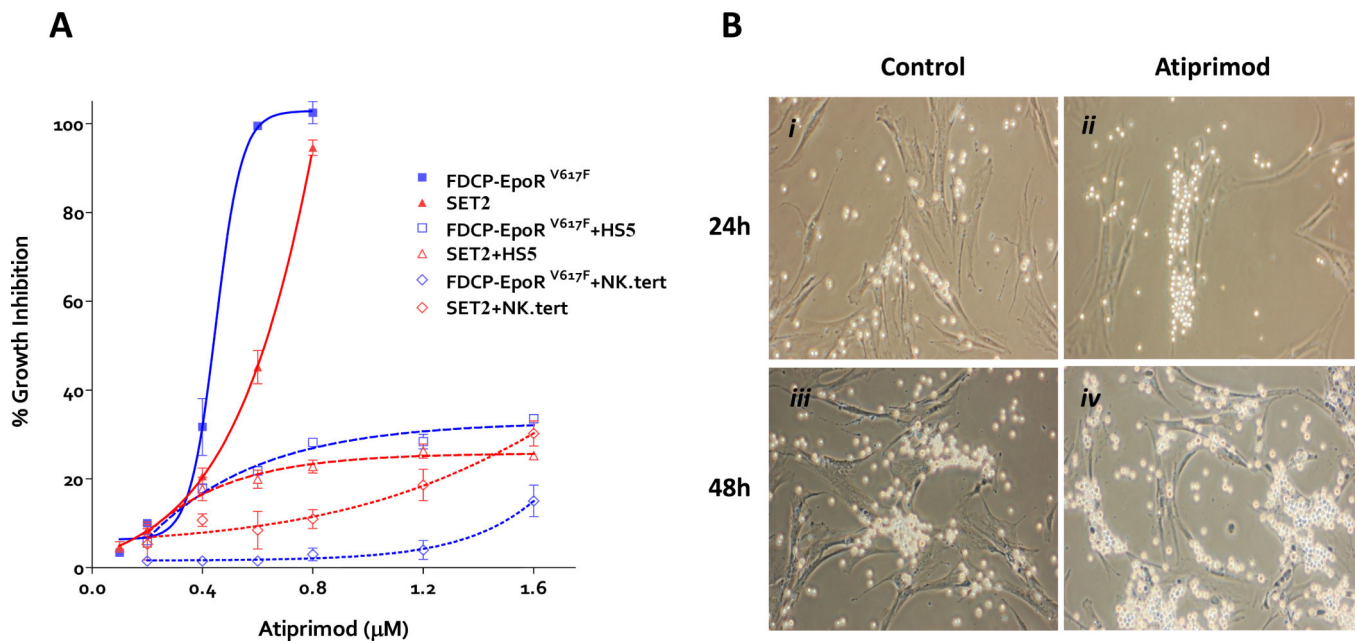 A
% Growth Inhibition
100
80
60
40
20
0
0.0
0.4
0.8
1.2
1.6
Atiprimod (μM)
FDCP-EpoR V617F
SET2
FDCP-EpoR V617F+HS5
SET2+HS5
FDCP-EpoR V617F+NK.tert
SET2+NK.tert
B
Control
Atiprimod
24h
i
ii
48h
iii
iv